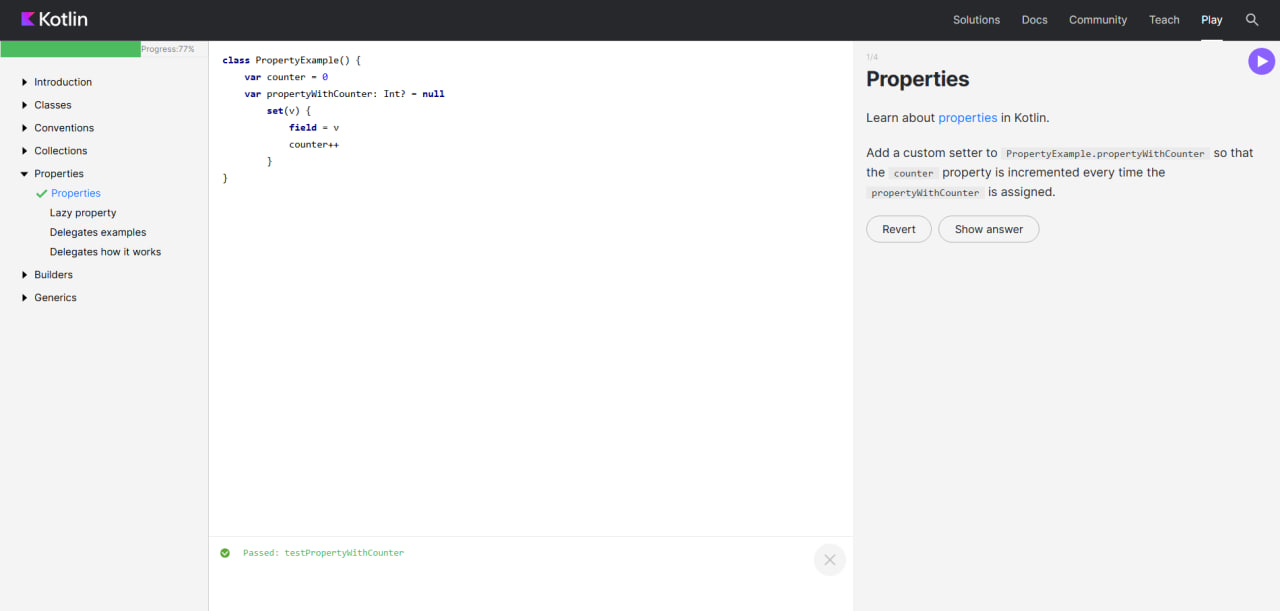 Kotlin
Solutions Docs Community Teach Play
Progress:77%
Introduction
Classes
Conventions
Collections
Properties
Properties
Lazy property
Delegates examples
Delegates how it works
Builders
Generics
class PropertyExample() {
    var counter = 0
    var propertyWithCounter: Int? = null
        set(v) {
            field = v
            counter++
        }
}
Passed: testPropertyWithCounter
1/4
Properties
Learn about properties in Kotlin.
Add a custom setter to PropertyExample.propertyWithCounter so that
the counter property is incremented every time the
propertyWithCounter is assigned.
Revert Show answer